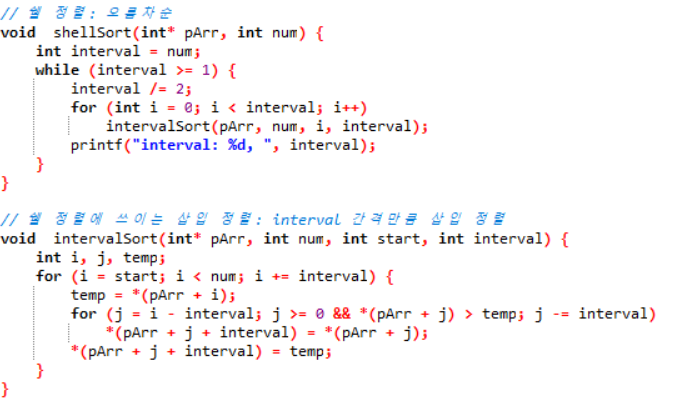 // 쉘 정렬: 오름차순
void  shellSort(int* pArr, int num) {
    int interval = num;
    while (interval >= 1) {
        interval /= 2;
        for (int i = 0; i < interval; i++)
            intervalSort(pArr, num, i, interval);
        printf("interval: %d, ", interval);
    }
}

// 쉘 정렬에 쓰이는 삽입 정렬: interval 간격만큼 삽입 정렬
void  intervalSort(int* pArr, int num, int start, int interval) {
    int i, j, temp;
    for (i = start; i < num; i += interval) {
        temp = *(pArr + i);
        for (j = i - interval; j >= 0 && *(pArr + j) > temp; j -= interval)
            *(pArr + j + interval) = *(pArr + j);
        *(pArr + j + interval) = temp;
    }
}